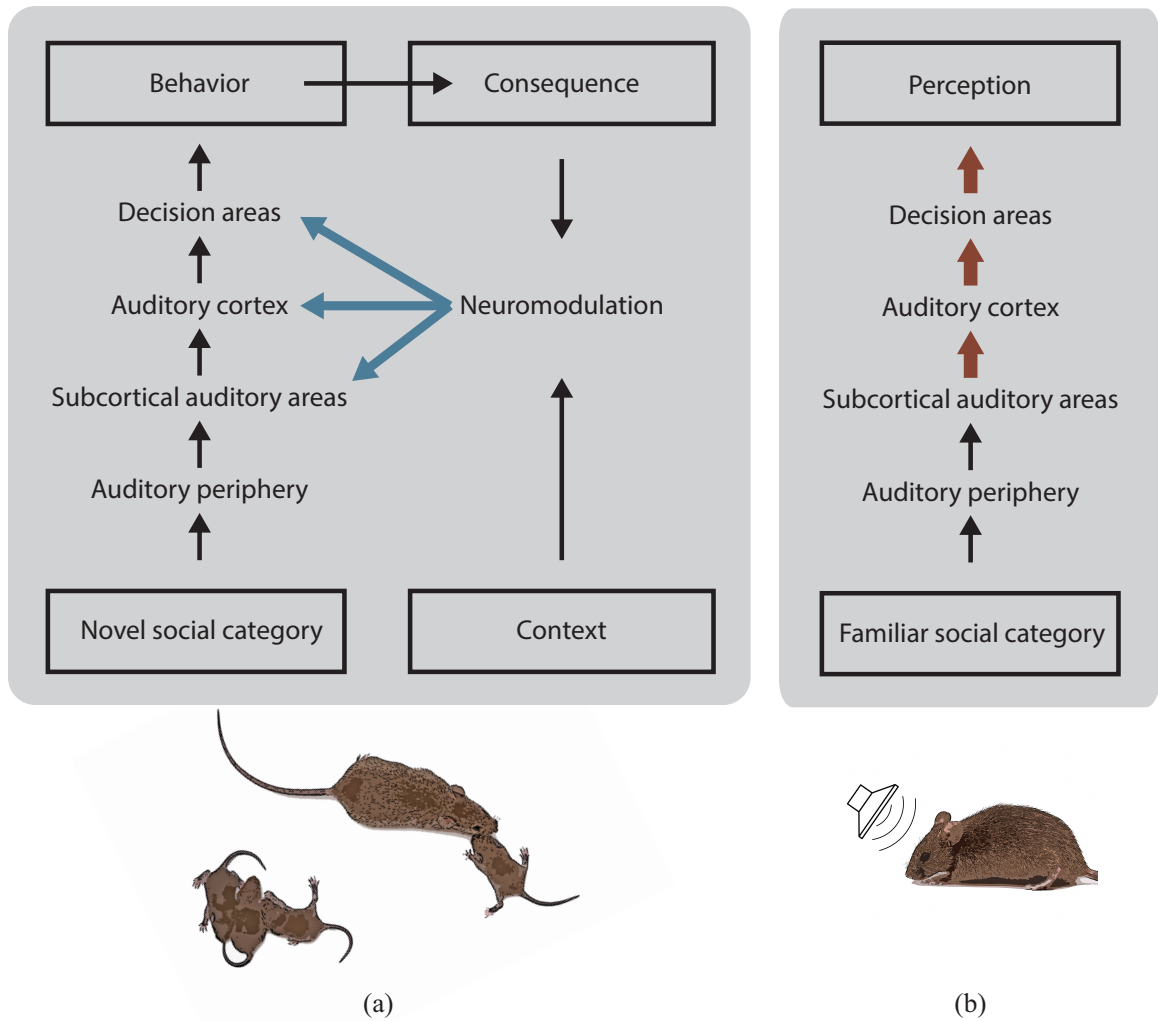 Behavior
Consequence
Decision areas
Auditory cortex
Neuromodulation
Subcortical auditory areas
Auditory periphery
Novel social category
Context
(a)
Perception
Decision areas
Auditory cortex
Subcortical auditory areas
Auditory periphery
Familiar social category
(b)